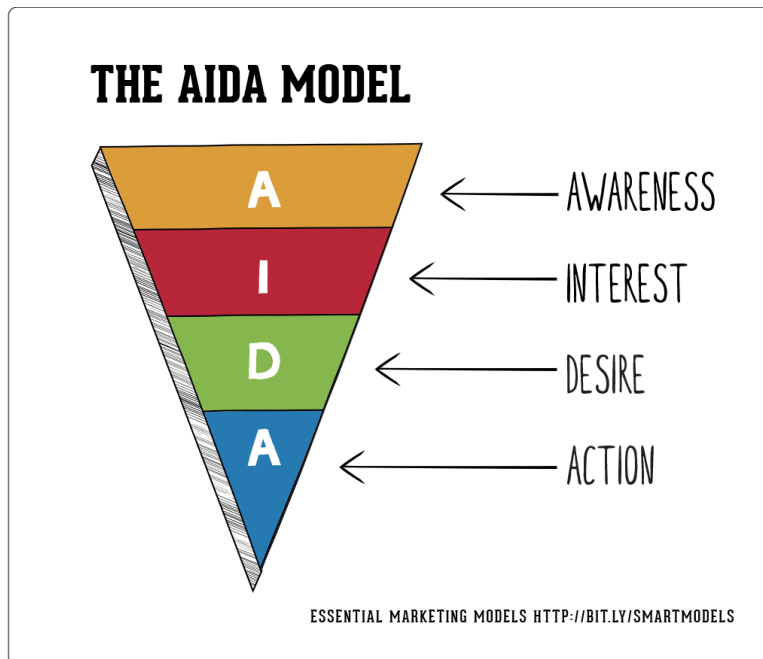 THE AIDA MODEL
A
AWARENESS
I
INTEREST
D
DESIRE
A
ACTION
ESSENTIAL MARKETING MODELS HTTP://BIT.LY/SMARTMODELS